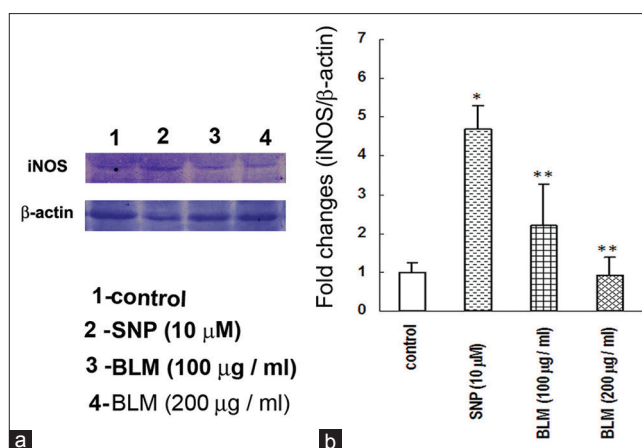 1 2 3 4
iNOS
β-actin
1-control
2 -SNP (10 μM)
3 -BLM (100 μg / ml)
4-BLM (200 μg / ml)
a
Fold changes (iNOS/β-actin)
7
6
5
4
3
2
1
0
*
**
**
control
SNP (10 μM)
BLM (100 μg/ ml)
BLM (200 μg/ ml)
b